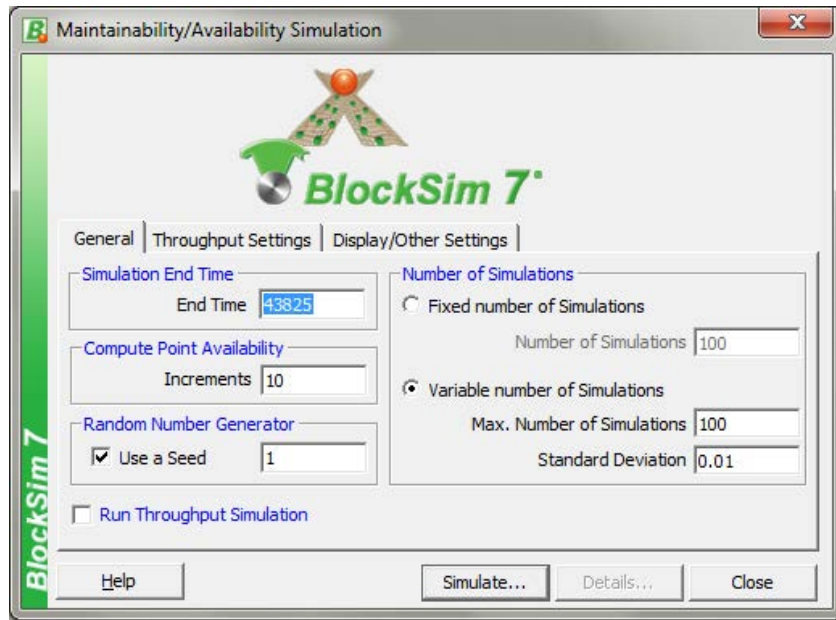 Maintainability/Availability Simulation
BlockSim 7
BlockSim 7
General
Throughput Settings
Display/Other Settings
Simulation End Time
End Time 43825
Compute Point Availability
Increments 10
Random Number Generator
Use a Seed 1
Run Throughput Simulation
Number of Simulations
Fixed number of Simulations
Number of Simulations 100
Variable number of Simulations
Max. Number of Simulations 100
Standard Deviation 0.01
Help
Simulate...
Details...
Close